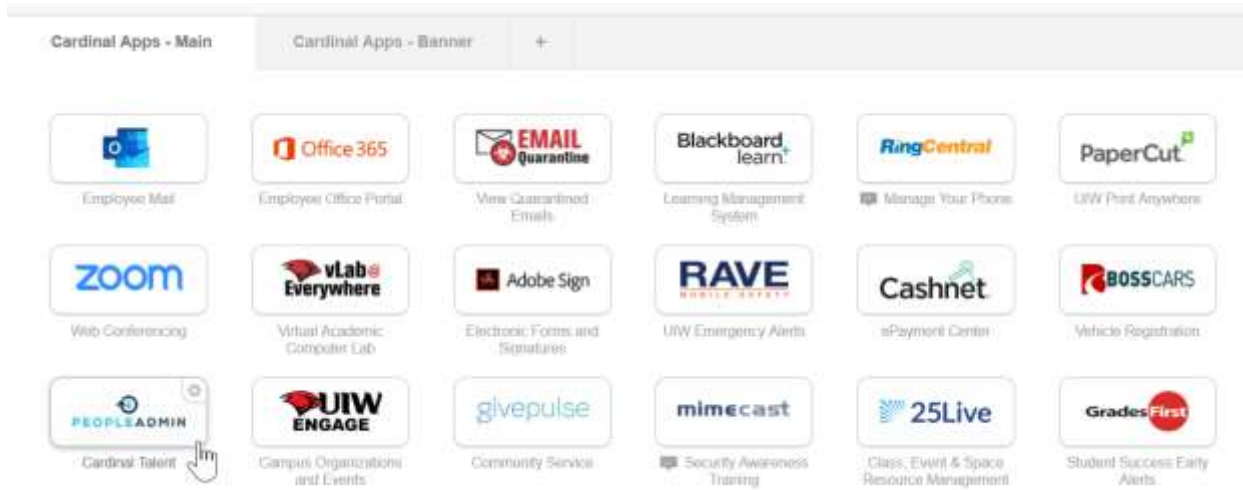 Cardinal Apps - Main
Cardinal Apps - Banner
+
Office 365
EMAIL
Quarantine
Blackboard
learn+
RingCentral
PaperCut
P
Employee Mail
Employee Office Portal
View Quarantined
Emails
Learning Management
System
Manage Your Phone
UIW Print Anywhere
zoom
vLab@
Everywhere
Adobe Sign
RAVE
MOBILE SAFETY
Cashnet
BOSSCARS
Web Conferencing
Virtual Academic
Computer Lab
Electronic Forms and
Signatures
UIW Emergency Alerts
ePayment Center
Vehicle Registration
PEOPLEADMIN
UIW
ENGAGE
givepulse
mimecast
25Live
GradesFirst
Cardinal Talent
Campus Organizations
and Events
Community Service
Security Awareness
Training
Class, Event & Space
Resource Management
Student Success Early
Alerts